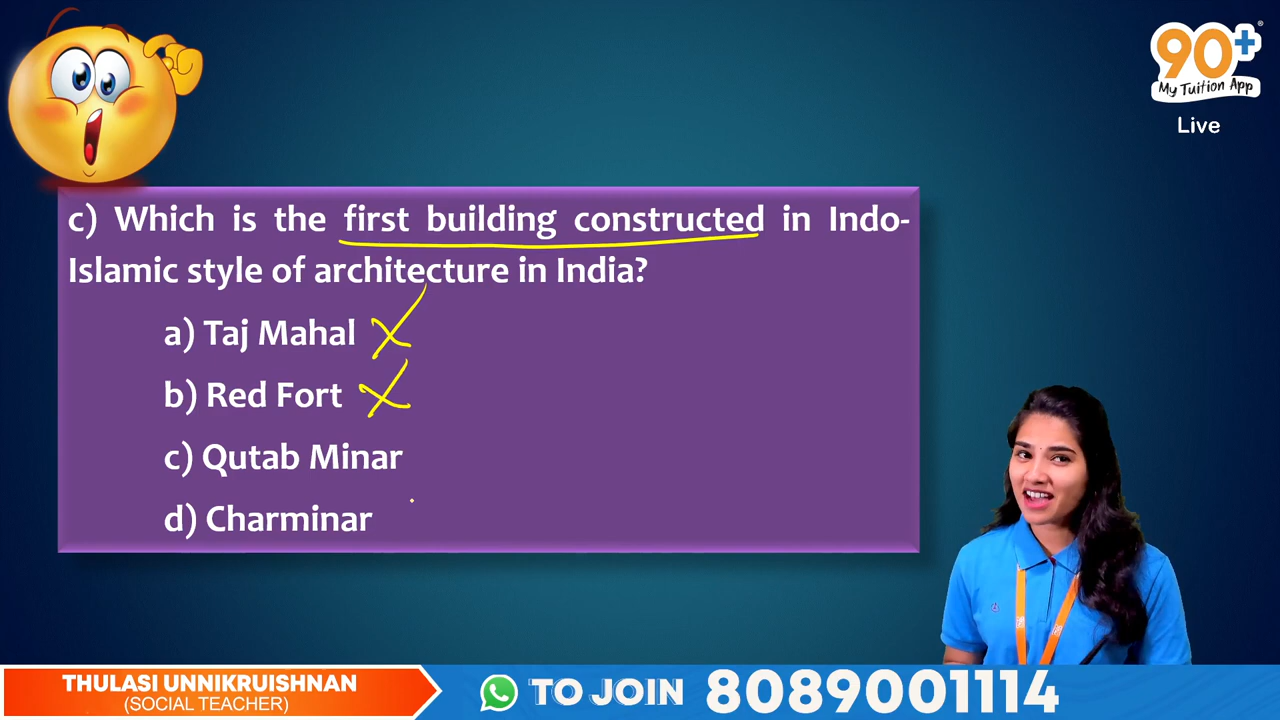 90+
My Tuition App
Live
c) Which is the first building constructed in Indo-
Islamic style of architecture in India?
a) Taj Mahal
b) Red Fort
c) Qutab Minar
d) Charminar
THULASI UNNIKRUISHNAN
(SOCIAL TEACHER)
TO JOIN 8089001114